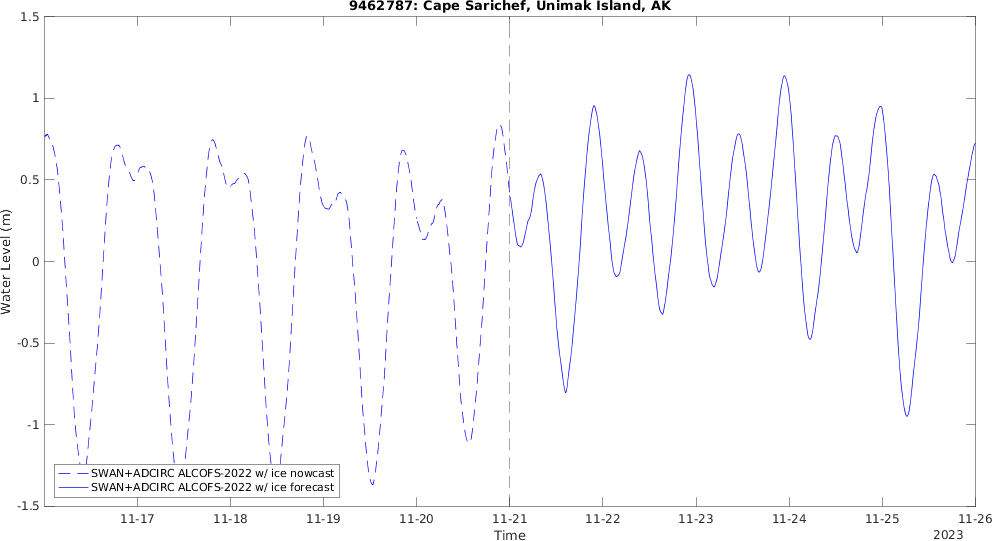 9462787: Cape Sarichef, Unimak Island, AK
1.5
1
0.5
0
-0.5
-1
-1.5
Water Level (m)
SWAN+ADCIRC ALCOFS-2022 w/ ice nowcast
SWAN+ADCIRC ALCOFS-2022 w/ ice forecast
11-17 11-18 11-19 11-20 11-21 11-22 11-23 11-24 11-25 11-26
Time
2023